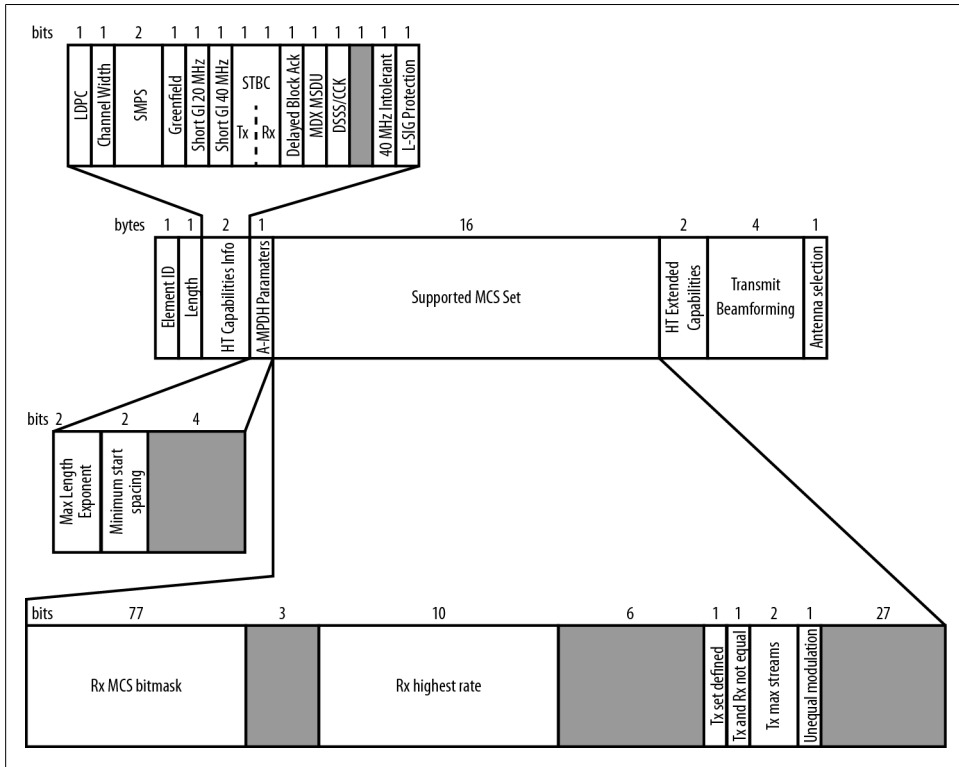 bits 1 1 2 1 1 1 1 1 1 1 1 1 1 1
LDPC
Channel Width
SMPS
Greenfield
Short GI 20 MHz
Short GI 40 MHz
STBC
Tx
Rx
Delayed Block Ack
MDX MSDU
DSSS/CCK
40 MHz Intolerant
L-SIG Protection
bytes 1 1 2 1 16 2 4 1
Element ID
Length
HT Capabilities Info
A-MPDH Paramaters
Supported MCS Set
HT Extended
Capabilities
Transmit
Beamforming
Antenna selection
bits 2 2 4
Max Length
Exponent
Minimum start
spacing
bits 77 3 10 6 1 1 2 1 27
Rx MCS bitmask
Rx highest rate
Tx set defined
Tx and Rx not equal
Tx max streams
Unequal modulation